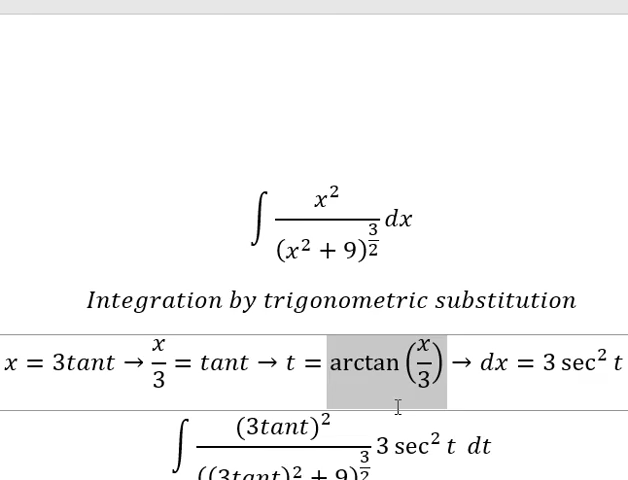 ∫ x² / (x² + 9)^(3/2) dx
Integration by trigonometric substitution
x = 3tant → x/3 = tant → t = arctan(x/3) → dx = 3 sec² t
∫ (3tant)² / ((3tant)² + 9)^(3/2) 3 sec² t dt